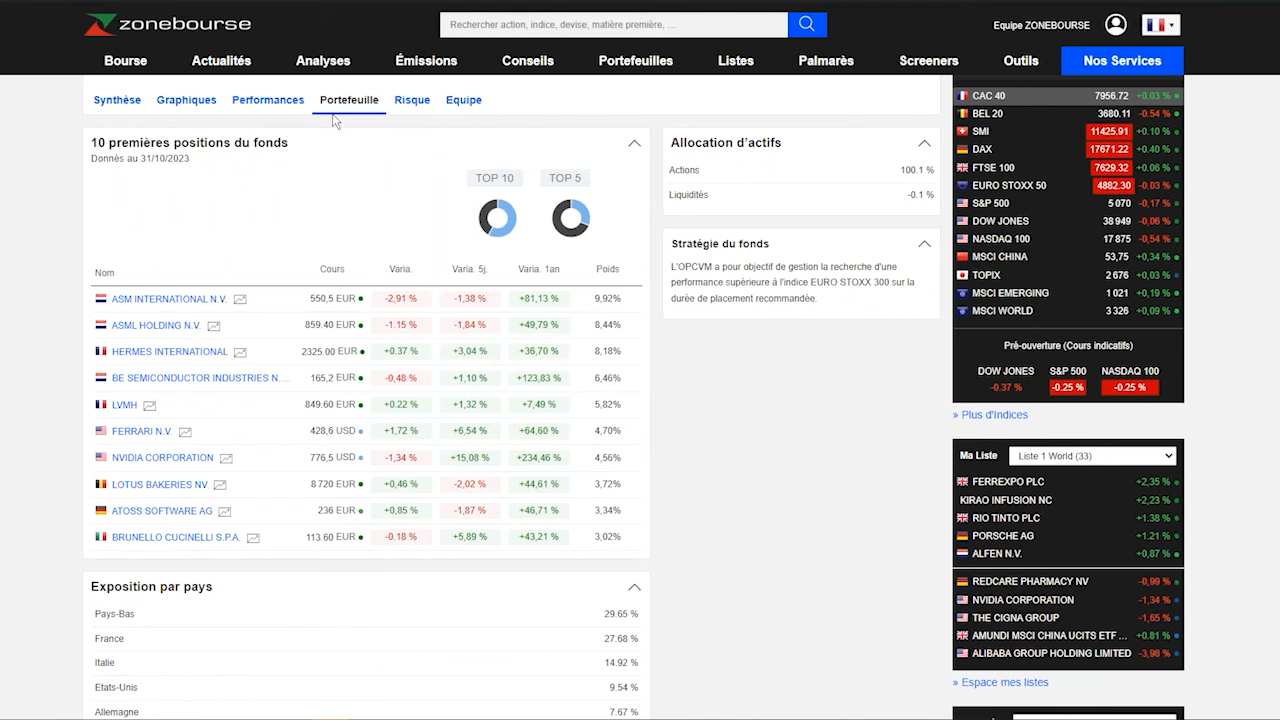 zonebourse
Rechercher action, indice, devise, matière première, ...
Equipe ZONEBOURSE
Bourse Actualités Analyses Émissions Conseils Portefeuilles Listes Palmarès Screeners Outils Nos Services
Synthèse Graphiques Performances Portefeuille Risque Equipe
10 premières positions du fonds
Donnès au 31/10/2023
TOP 10 TOP 5
Nom Cours Varia. Varia. 5j. Varia. 1an Poids
ASM INTERNATIONAL N.V. 550,5 EUR -2,91 % -1,38 % +81,13 % 9,92%
ASML HOLDING N.V. 859.40 EUR -1.15 % -1,84 % +49,79 % 8,44%
HERMES INTERNATIONAL 2325.00 EUR +0.37 % +3,04 % +36,70 % 8,18%
BE SEMICONDUCTOR INDUSTRIES N.... 165,2 EUR -0,48 % +1,10 % +123,83 % 6,46%
LVMH 849.60 EUR +0.22 % +1,32 % +7,49 % 5,82%
FERRARI N.V. 428,6 USD +1,72 % +6,54 % +64,60 % 4,70%
NVIDIA CORPORATION 776,5 USD -1,34 % +15,08 % +234,46 % 4,56%
LOTUS BAKERIES NV 8 720 EUR +0,46 % -2,02 % +44,61 % 3,72%
ATOSS SOFTWARE AG 236 EUR +0,85 % -1,87 % +46,71 % 3,34%
BRUNELLO CUCINELLI S.P.A. 113.60 EUR -0.18 % +5,89 % +43,21 % 3,02%
Exposition par pays
Pays-Bas 29.65 %
France 27.68 %
Italie 14.92 %
Etats-Unis 9.54 %
Allemagne 7.67 %
Allocation d'actifs
Actions 100.1 %
Liquidités -0.1 %
Stratégie du fonds
L'OPCVM a pour objectif de gestion la recherche d'une
performance supérieure à l'indice EURO STOXX 300 sur la
durée de placement recommandée.
CAC 40 7956.72 +0.03 %
BEL 20 3680.11 -0.54 %
SMI 11425.91 +0.10 %
DAX 17671.22 +0.40 %
FTSE 100 7629.32 +0.06 %
EURO STOXX 50 4882.30 -0.03 %
S&P 500 5 070 -0,17 %
DOW JONES 38 949 -0,06 %
NASDAQ 100 17 875 -0,54 %
MSCI CHINA 53,75 +0,34 %
TOPIX 2 676 +0,03 %
MSCI EMERGING 1 021 +0,19 %
MSCI WORLD 3 326 +0,09 %
Pré-ouverture (Cours indicatifs)
DOW JONES S&P 500 NASDAQ 100
-0.37 % -0.25 % -0.25 %
» Plus d'Indices
Ma Liste Liste 1 World (33)
FERREXPO PLC +2,35 %
KIRAO INFUSION NC +2,23 %
RIO TINTO PLC +1.38 %
PORSCHE AG +1.21 %
ALFEN N.V. +0,87 %
REDCARE PHARMACY NV -0,99 %
NVIDIA CORPORATION -1,34 %
THE CIGNA GROUP -1,65 %
AMUNDI MSCI CHINA UCITS ETF ... +0.81 %
ALIBABA GROUP HOLDING LIMITED -3,98 %
» Espace mes listes